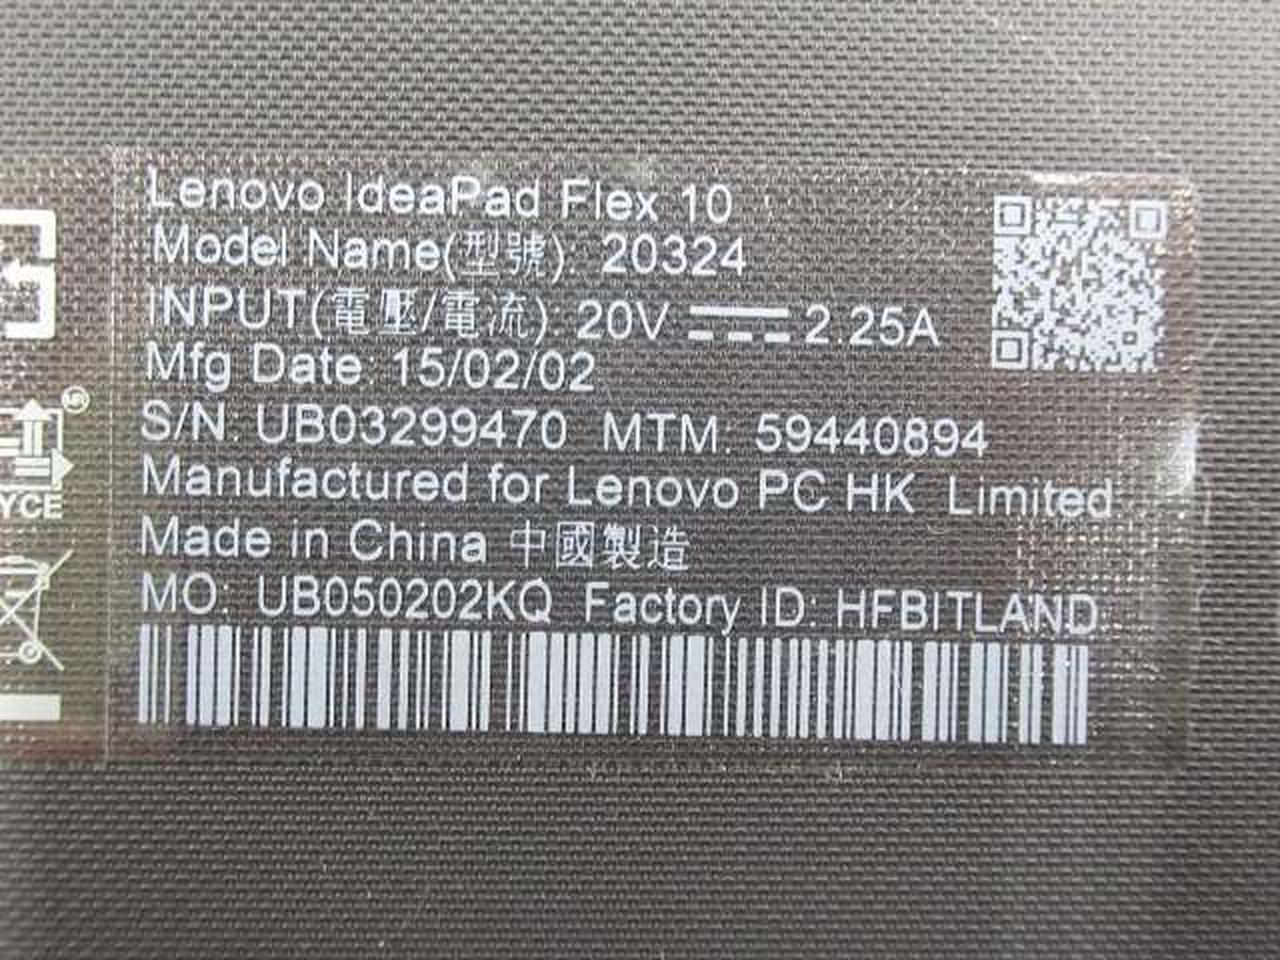 Lenovo IdeaPad Flex 10
Model Name(型號): 20324
INPUT(電壓/電流): 20V ⎓ 2.25A
Mfg Date: 15/02/02
S/N: UB03299470 MTM: 59440894
Manufactured for Lenovo PC HK Limited
Made in China 中國製造
MO: UB050202KQ Factory ID: HFBITLAND
YCE